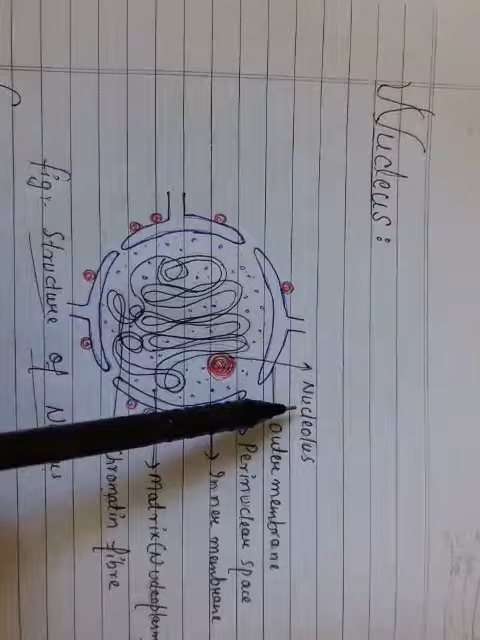 Nucleus:
Nucleolus
outer membrane
Perinuclear space
Inner membrane
Matrix (Nucleoplasm
chromatin fibre
fig:- Structure of